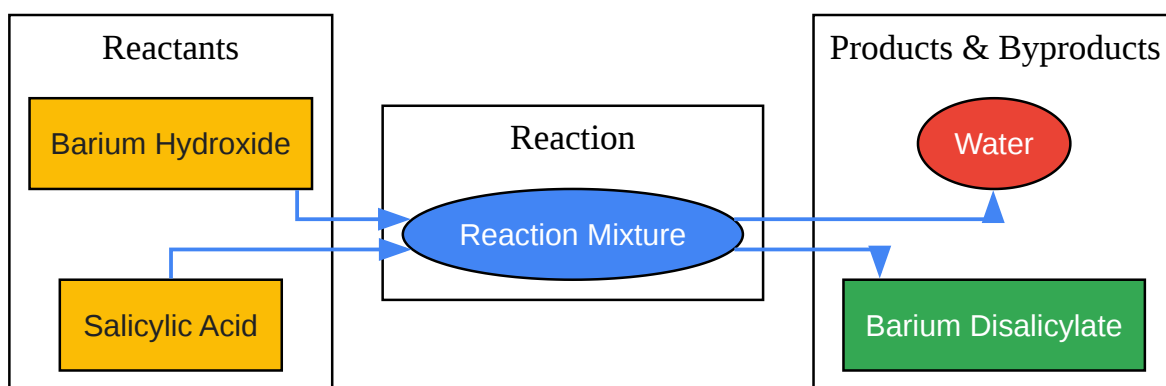 Reactants
Barium Hydroxide
Salicylic Acid
Reaction
Reaction Mixture
Products & Byproducts
Water
Barium Disalicylate